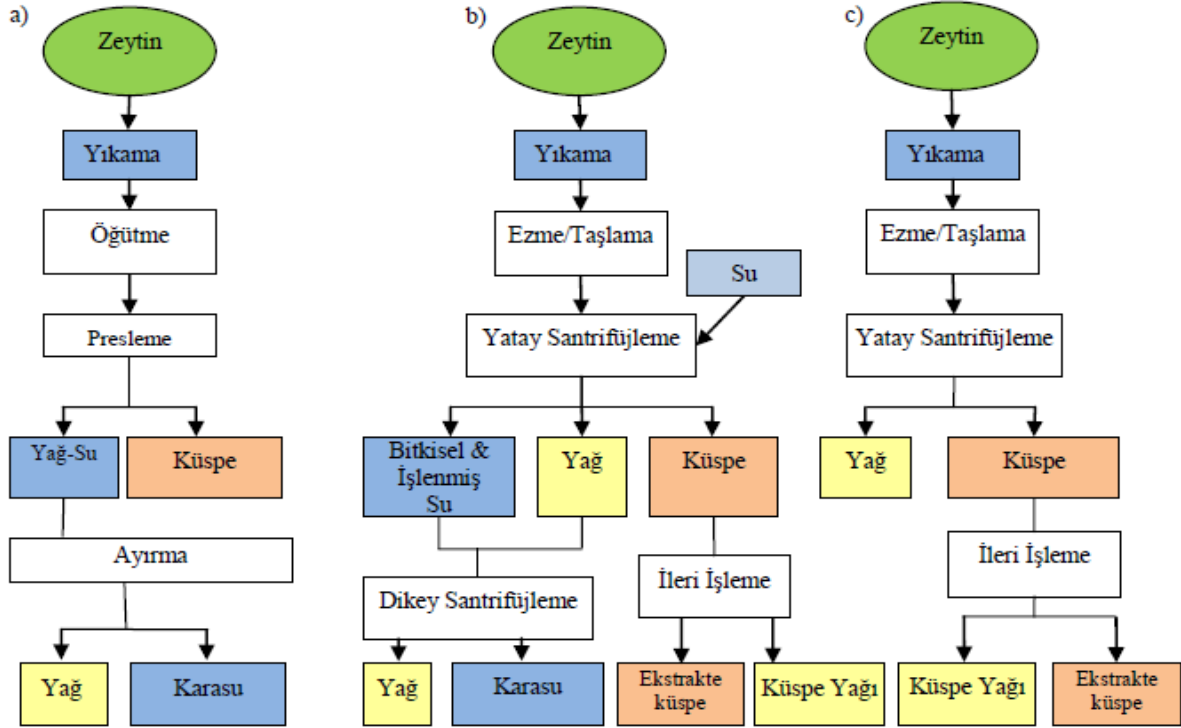 a)
Zeytin
Yıkama
Öğütme
Presleme
Yağ-Su
Küspe
Ayırma
Yağ
Karasu
b)
Zeytin
Yıkama
Ezme/Taşlama
Su
Yatay Santrifüjleme
Bitkisel &
İşlenmiş
Su
Yağ
Küspe
Dikey Santrifüjleme
İleri İşleme
Yağ
Karasu
Ekstrakte
küspe
Küspe Yağı
c)
Zeytin
Yıkama
Ezme/Taşlama
Yatay Santrifüjleme
Yağ
Küspe
İleri İşleme
Küspe Yağı
Ekstrakte
küspe